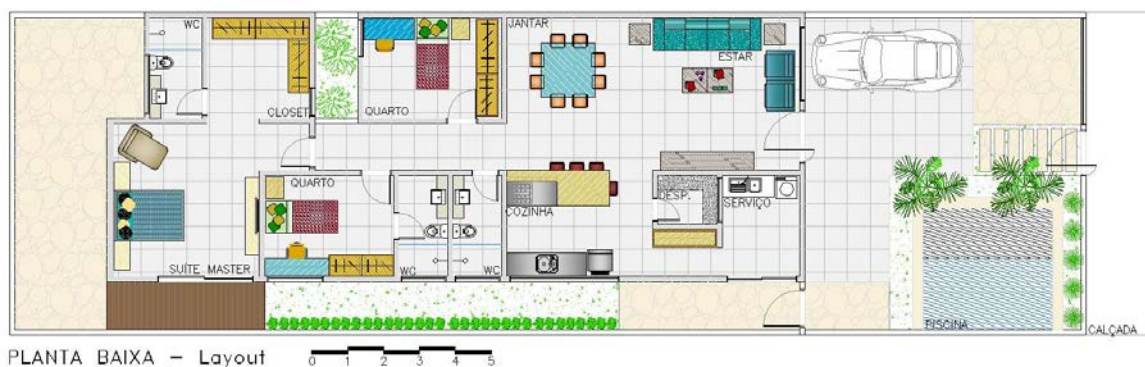 WC
JANTAR
ESTAR
CLOSET
QUARTO
QUARTO
DESP.
SERVIÇO
COZINHA
SUÍTE MASTER
WC
WC
PISCINA
CALÇADA
PLANTA BAIXA – Layout
0 1 2 3 4 5